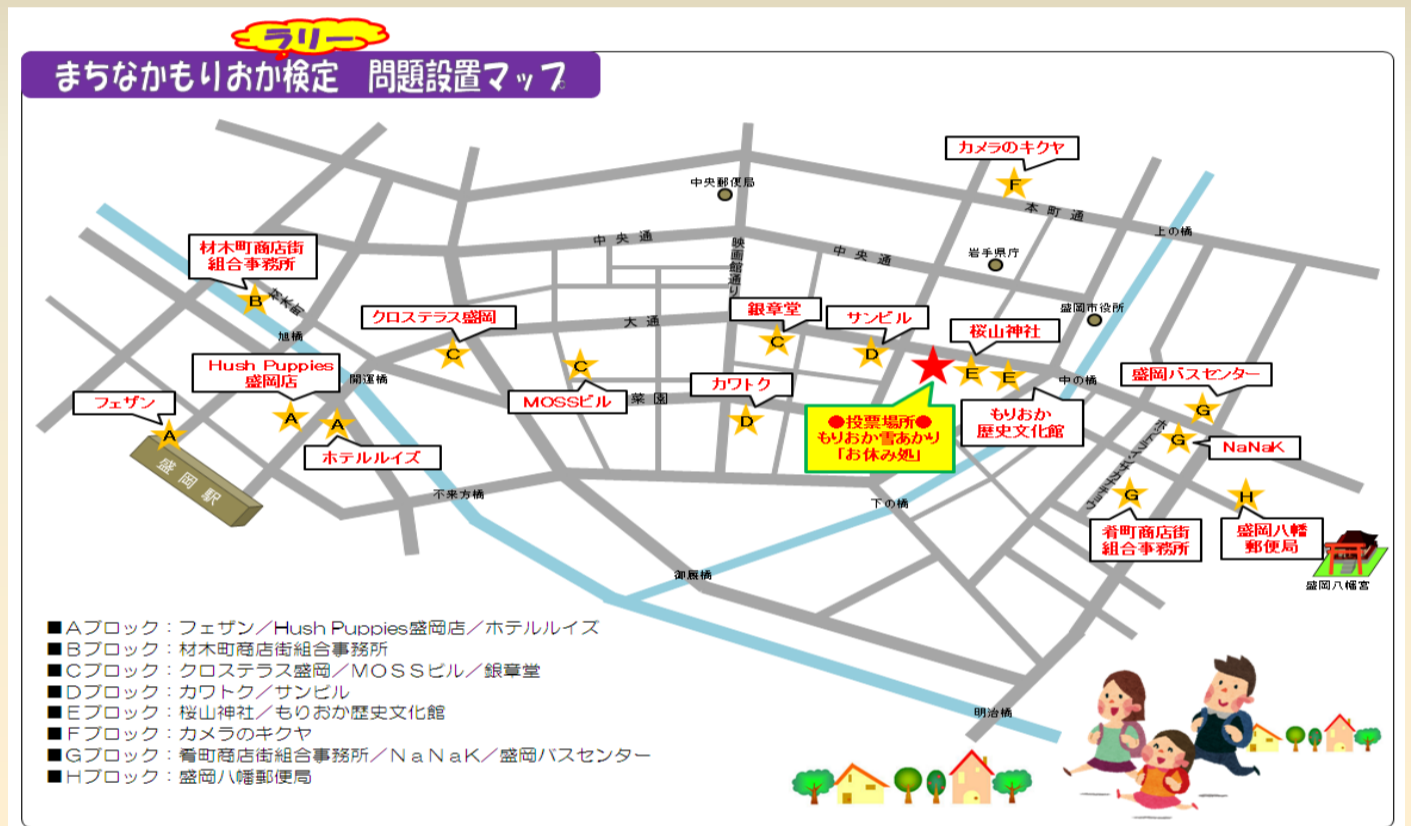 ラリー
まちなかもりおか検定 問題設置マップ
カメラのキクヤ
F
中央郵便局
本町通
上の橋
材木町商店街
組合事務所
B
材木町
旭橋
中央通
映画館通り
中央通
岩手県庁
盛岡市役所
クロステラス盛岡
C
大通
銀章堂
C
サンビル
D
桜山神社
E
E
中の橋
Hush Puppies
盛岡店
A
開運橋
C
MOSSビル
菜園
カワトク
D
●投票場所●
もりおか雪あかり
「お休み処」
もりおか
歴史文化館
盛岡バスセンター
G
G
NaNaK
フェザン
A
盛岡駅
A
ホテルルイズ
不来方橋
下の橋
ホットライン・サカナチョウ
G
肴町商店街
組合事務所
H
盛岡八幡
郵便局
盛岡八幡宮
御厩橋
明治橋
■Aブロック：フェザン／Hush Puppies盛岡店／ホテルルイズ
■Bブロック：材木町商店街組合事務所
■Cブロック：クロステラス盛岡／MOSSビル／銀章堂
■Dブロック：カワトク／サンビル
■Eブロック：桜山神社／もりおか歴史文化館
■Fブロック：カメラのキクヤ
■Gブロック：肴町商店街組合事務所／NaNaK／盛岡バスセンター
■Hブロック：盛岡八幡郵便局